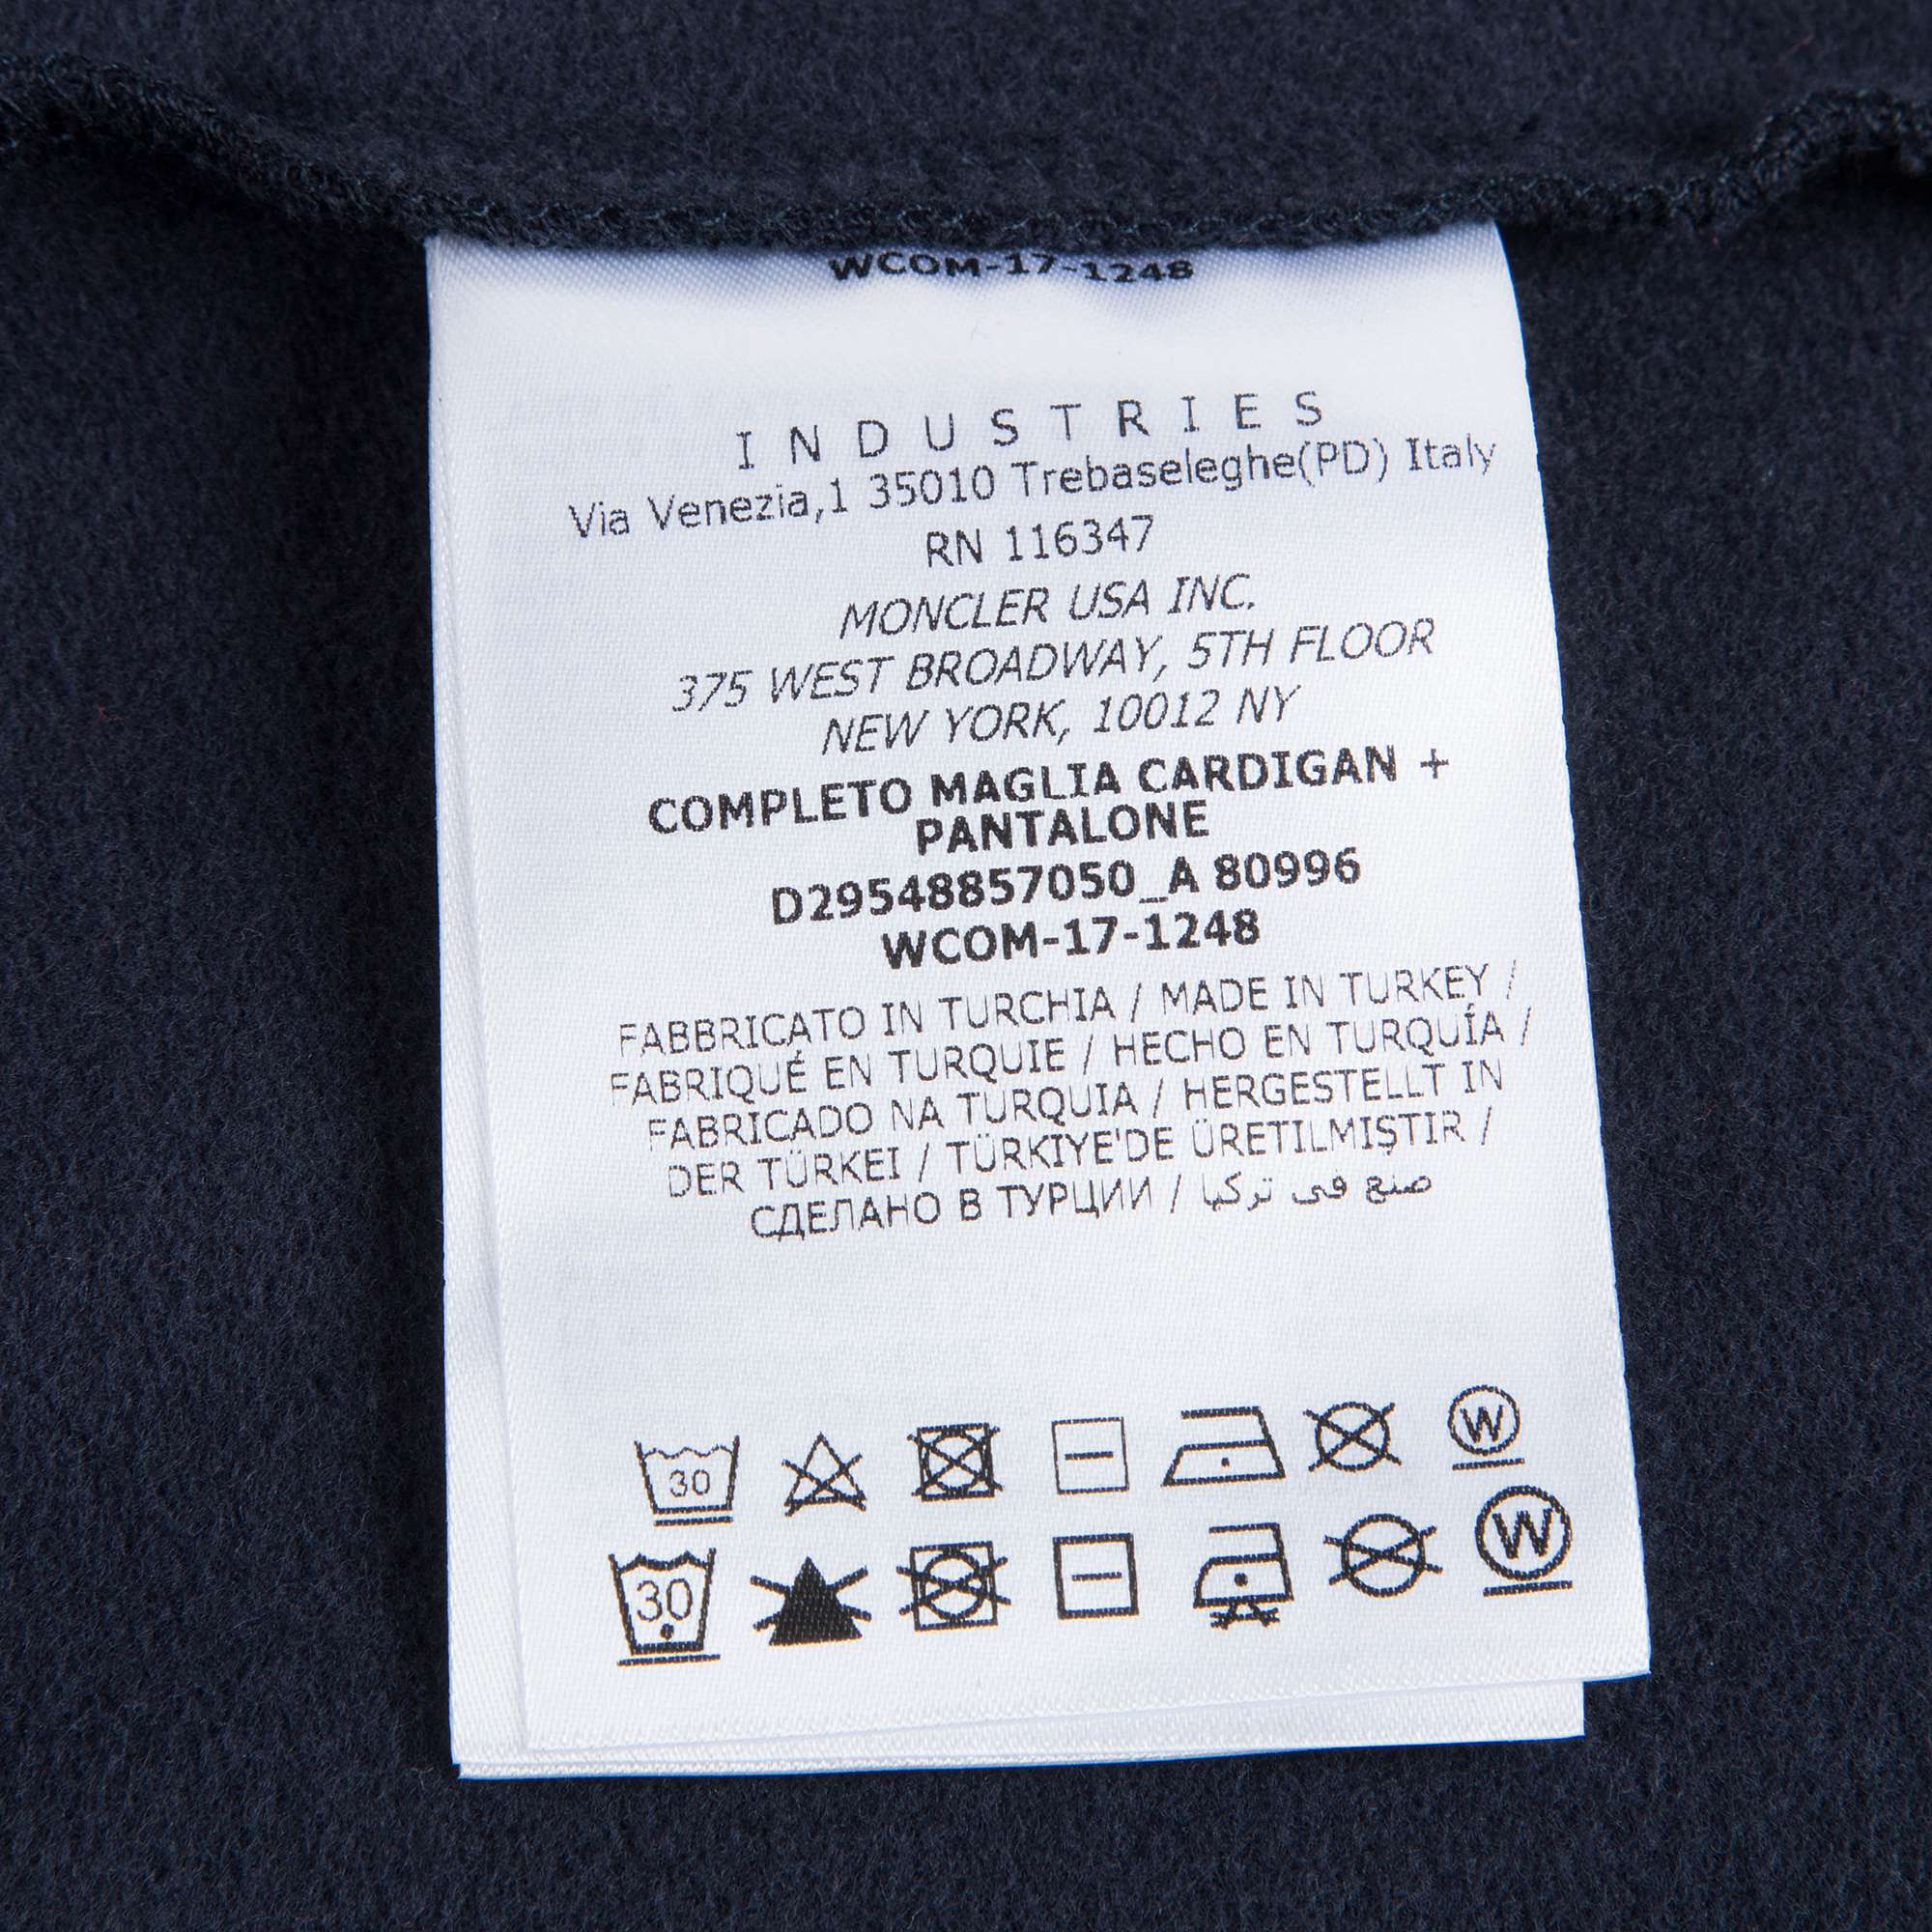 WCOM-17-1248
INDUSTRIES
Via Venezia,1 35010 Trebaseleghe(PD) Italy
RN 116347
MONCLER USA INC.
375 WEST BROADWAY, 5TH FLOOR
NEW YORK, 10012 NY
COMPLETO MAGLIA CARDIGAN +
PANTALONE
D29548857050_A 80996
WCOM-17-1248
FABBRICATO IN TURCHIA / MADE IN TURKEY /
FABRIQUÉ EN TURQUIE / HECHO EN TURQUÍA /
FABRICADO NA TURQUIA / HERGESTELLT IN
DER TÜRKEI / TÜRKIYE'DE ÜRETILMIŞTIR /
СДЕЛАНО В ТУРЦИИ / صنع في تركيا
30 W
30 W